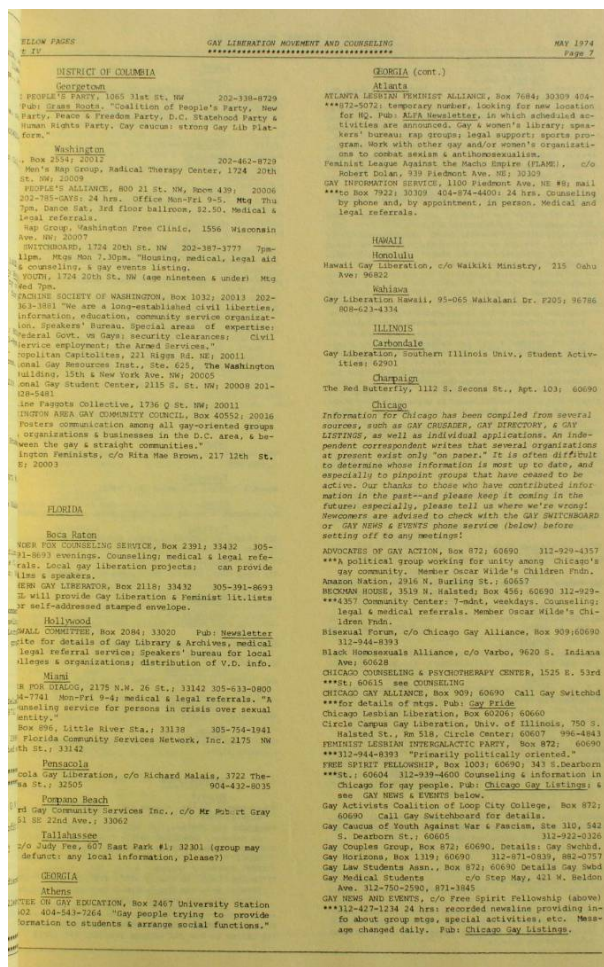 ELLOW PAGES
t IV
GAY LIBERATION MOVEMENT AND COUNSELING
************************************
MAY 1974
Page 7
DISTRICT OF COLUMBIA
Georgetown
PEOPLE'S PARTY, 1065 31st St. NW 202-338-8729
Pub: Grass Roots. "Coalition of People's Party, New
Party, Peace & Freedom Party, D.C. Statehood Party &
Human Rights Party. Cay caucus: strong Gay Lib Plat-
form."
Washington
, Box 2554; 20012 202-462-8729
Men's Rap Group, Radical Therapy Center, 1724 20th
St. NW; 20009
PEOPLE'S ALLIANCE, 800 21 St. NW, Room 439; 20006
202-785-GAYS: 24 hrs. Office Mon-Fri 9-5. Mtg Thu
7pm, Dance Sat, 3rd floor ballroom, $2.50. Medical &
legal referrals.
Rap Group, Washington Free Clinic, 1556 Wisconsin
Ave. NW; 20007
SWITCHBOARD, 1724 20th St. NW 202-387-3777 7pm-
11pm. Mtgs Mon 7.30pm. "Housing, medical, legal aid
& counseling, & gay events listing.
YOUTH, 1724 20th St. NW (age nineteen & under) Mtg
Wed 7pm.
TACHINE SOCIETY OF WASHINGTON, Box 1032; 20013 202-
363-3881 "We are a long-established civil liberties,
information, education, community service organizat-
ion. Speakers' Bureau. Special areas of expertise:
Federal Govt. vs Gays; security clearances; Civil
Service employment; the Armed Services."
ropolitan Capitolites, 221 Riggs Rd. NE; 20011
ional Gay Resources Inst., Ste. 625, The Washington
Building, 15th & New York Ave. NW; 20005
ional Gay Student Center, 2115 S. St. NW; 20008 201-
328-5481
ine Faggots Collective, 1736 Q St. NW; 20011
INGTON AREA GAY COMMUNITY COUNCIL, Box 40552; 20016
Fosters communication among all gay-oriented groups
organizations & businesses in the D.C. area, & be-
tween the gay & straight communities."
ington Feminists, c/o Rita Mae Brown, 217 12th St.
E; 20003
FLORIDA
Boca Raton
NDER FOX COUNSELING SERVICE, Box 2391; 33432 305-
391-8693 evenings. Counseling; medical & legal refe-
rals. Local gay liberation projects; can provide
films & speakers.
HERN GAY LIBERATOR, Box 2118; 33432 305-391-8693
GL will provide Gay Liberation & Feminist lit.lists
or self-addressed stamped envelope.
Hollywood
SWALL COMMITTEE, Box 2084; 33020 Pub: Newsletter
rite for details of Gay Library & Archives, medical
legal referral service; Speakers' bureau for local
lleges & organizations; distribution of V.D. info.
Miami
R FOR DIALOG, 2175 N.W. 26 St.; 33142 305-633-0800
34-7741 Mon-Fri 9-4; medical & legal referrals. "A
unseling service for persons in crisis over sexual
entity."
Box 896, Little River Sta.; 33138 305-754-1941
Florida Community Services Network, Inc. 2175 NW
6th St.; 33142
Pensacola
cola Gay Liberation, c/o Richard Malais, 3722 The-
sa St.; 32505 904-432-8035
Pompano Beach
rd Gay Community Services Inc., c/o Mr Robert Gray
51 SE 22nd Ave.; 33062
Tallahassee
c/o Judy Fee, 607 East Park #1; 32301 (group may
defunct: any local information, please?)
GEORGIA
Athens
TTEE ON GAY EDUCATION, Box 2467 University Station
602 404-543-7264 "Gay people trying to provide
formation to students & arrange social functions."
GEORGIA (cont.)
Atlanta
ATLANTA LESBIAN FEMINIST ALLIANCE, Box 7684; 30309 404-
***872-5072: temporary number, looking for new location
for HQ. Pub: ALFA Newsletter, in which scheduled ac-
tivities are announced. Gay & women's library; spea-
kers' bureau; rap groups; legal support; sports pro-
gram. Work with other gay and/or women's organizati-
ons to combat sexism & antihomosexualism.
Feminist League Against the Macho Empire (FLAME), c/o
Robert Dolan, 939 Piedmont Ave. NE; 30309
GAY INFORMATION SERVICE, 1100 Piedmont Ave. NE #8; mail
***to Box 7922; 30309 404-874-4400: 24 hrs. Counseling
by phone and, by appointment, in person. Medical and
legal referrals.
HAWAII
Honolulu
Hawaii Gay Liberation, c/o Waikiki Ministry, 215 Oahu
Ave; 96822
Wahiawa
Gay Liberation Hawaii, 95-065 Waikalani Dr. P205; 96786
808-623-4334
ILLINOIS
Carbondale
Gay Liberation, Southern Illinois Univ., Student Activ-
ities; 62901
Champaign
The Red Butterfly, 1112 S. Secons St., Apt. 103; 60690
Chicago
Information for Chicago has been compiled from several
sources, such as GAY CRUSADER, GAY DIRECTORY, & GAY
LISTINGS, as well as individual applications. An inde-
pendent correspondent writes that several organizations
at present exist only "on paper." It is often difficult
to determine whose information is most up to date, and
especially to pinpoint groups that have ceased to be
active. Our thanks to those who have contributed infor
mation in the past--and please keep it coming in the
future; especially, please tell us where we're wrong!
Newcomers are advised to check with the GAY SWITCHBOARD
or GAY NEWS & EVENTS phone service (below) before
setting off to any meetings!
ADVOCATES OF GAY ACTION, Box 872; 60690 312-929-4357
***A political group working for unity among Chicago's
gay community. Member Oscar Wilde's Children Fndn.
Amazon Nation, 2916 N. Burling St.; 60657
BECKMAN HOUSE, 3519 N. Halsted; Box 456; 60690 312-929-
***4357 Community Center: 7-mdnt, weekdays. Counseling;
legal & medical referrals. Member Oscar Wilde's Chi-
ldren Fndn.
Bisexual Forum, c/o Chicago Gay Alliance, Box 909;60690
312-944-8393
Black Homosexuals Alliance, c/o Varbo, 9620 S. Indiana
Ave; 60628
CHICAGO COUNSELING & PSYCHOTHERAPY CENTER, 1525 E. 53rd
***St; 60615 see COUNSELING
CHICAGO GAY ALLIANCE, Box 909; 60690 Call Gay Switchbd
***for details of mtgs. Pub: Gay Pride
Chicago Lesbian Liberation, Box 60206; 60660
Circle Campus Gay Liberation, Univ. of Illinois, 750 S.
Halsted St., Rm 518, Circle Center; 60607 996-4843
FEMINIST LESBIAN INTERGALACTIC PARTY, Box 872; 60690
***312-944-8393 "Primarily politically oriented."
FREE SPIRIT FELLOWSHIP, Box 1003; 60690; 343 S.Dearborn
***St.; 60604 312-939-4600 Counseling & information in
Chicago for gay people. Pub: Chicago Gay Listings; &
see GAY NEWS & EVENTS below.
Gay Activists Coalition of Loop City College, Box 872;
60690 Call Gay Switchboard for details.
Gay Caucus of Youth Against War & Fascism, Ste 310, 542
S. Dearborn St.; 60605 312-922-0326
Gay Couples Group, Box 872; 60690, Details: Gay Swchbd.
Gay Horizons, Box 1319; 60690 312-871-0839, 882-0757
Gay Law Students Assn., Box 872; 60690 Details Gay Swbd
Gay Medical Students c/o Step May, 421 W. Heldon
Ave. 312-750-2590, 871-3845
GAY NEWS AND EVENTS, c/o Free Spirit Fellowship (above)
***312-427-1234 24 hrs: recorded newsline providing in-
fo about group mtgs, special activities, etc. Mess-
age changed daily. Pub: Chicago Gay Listings.